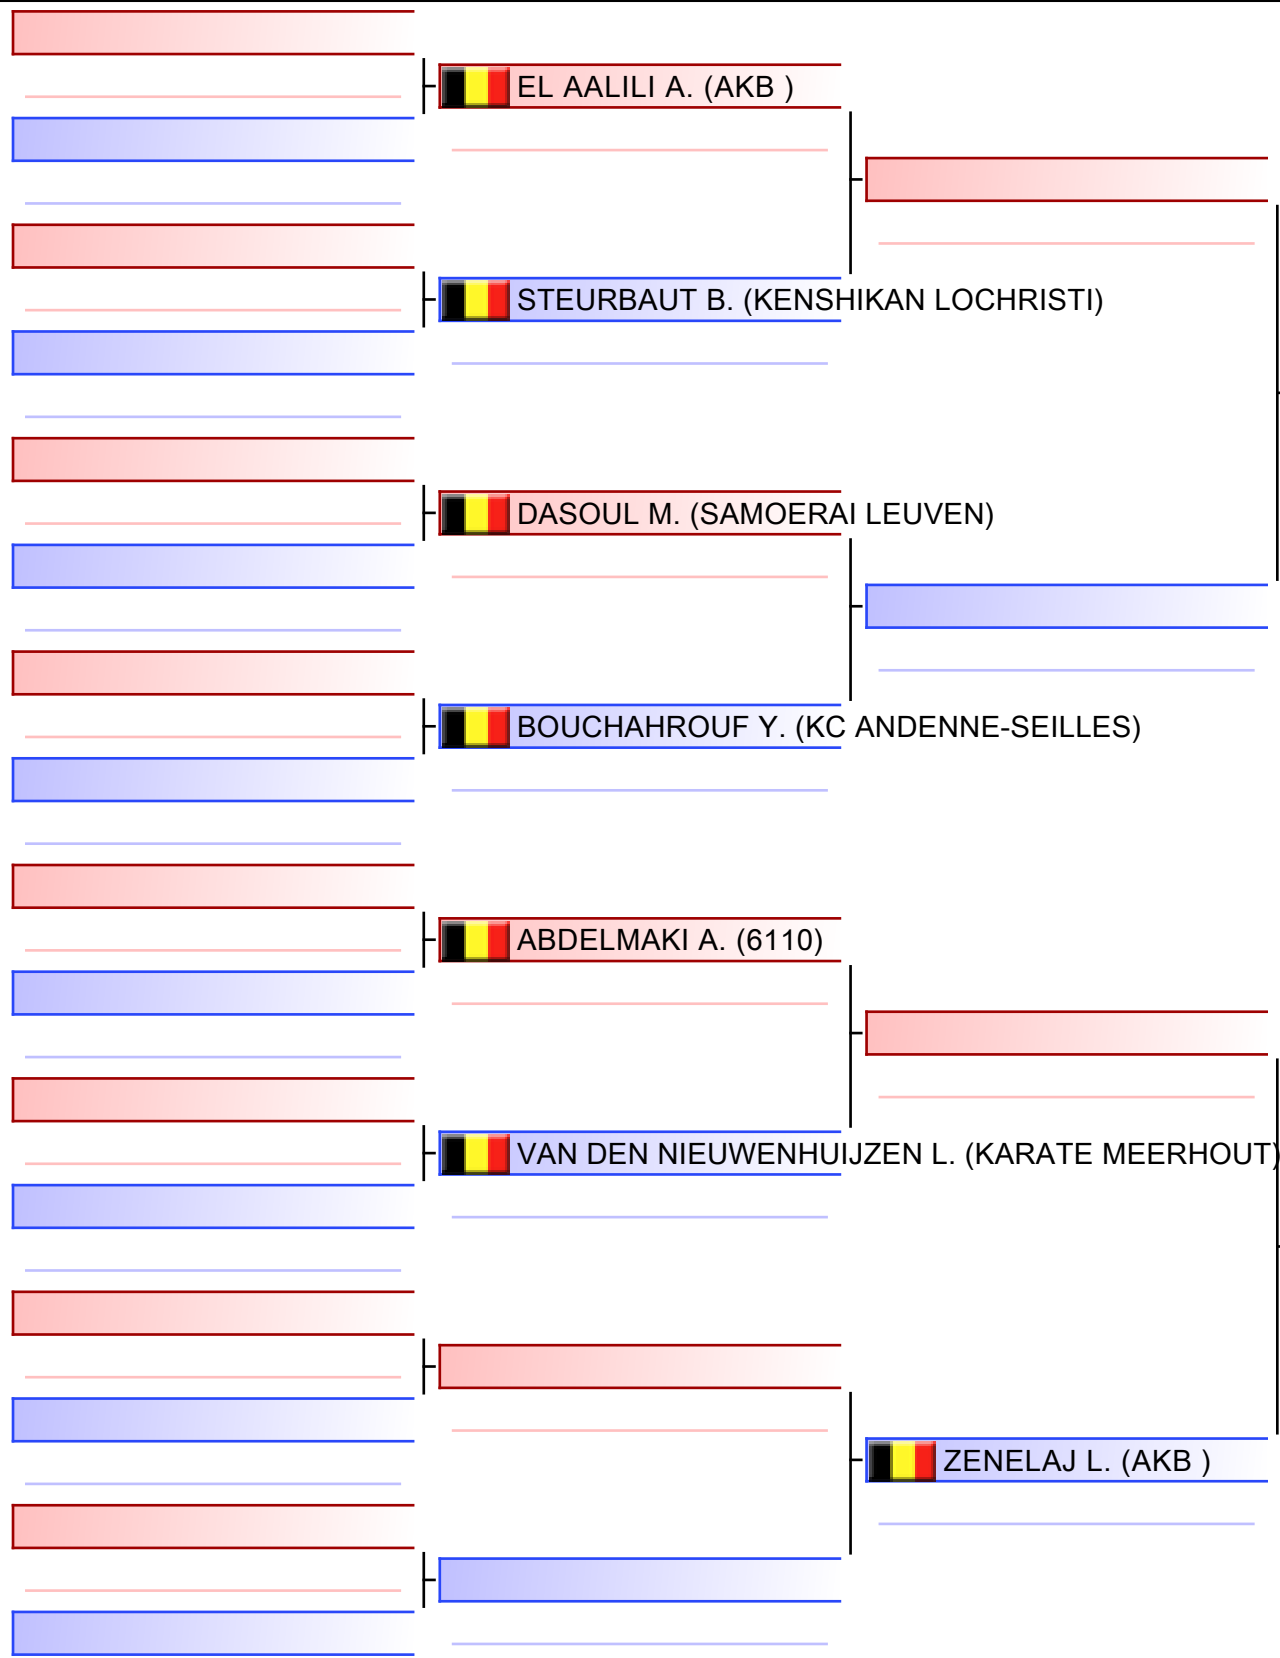 EL AALILI A. (AKB )
STEURBAUT B. (KENSHIKAN LOCHRISTI)
DASOUL M. (SAMOERAI LEUVEN)
BOUCHAHROUF Y. (KC ANDENNE-SEILLES)
ABDELMAKI A. (6110)
VAN DEN NIEUWENHUIJZEN L. (KARATE MEERHOUT)
ZENELAJ L. (AKB )